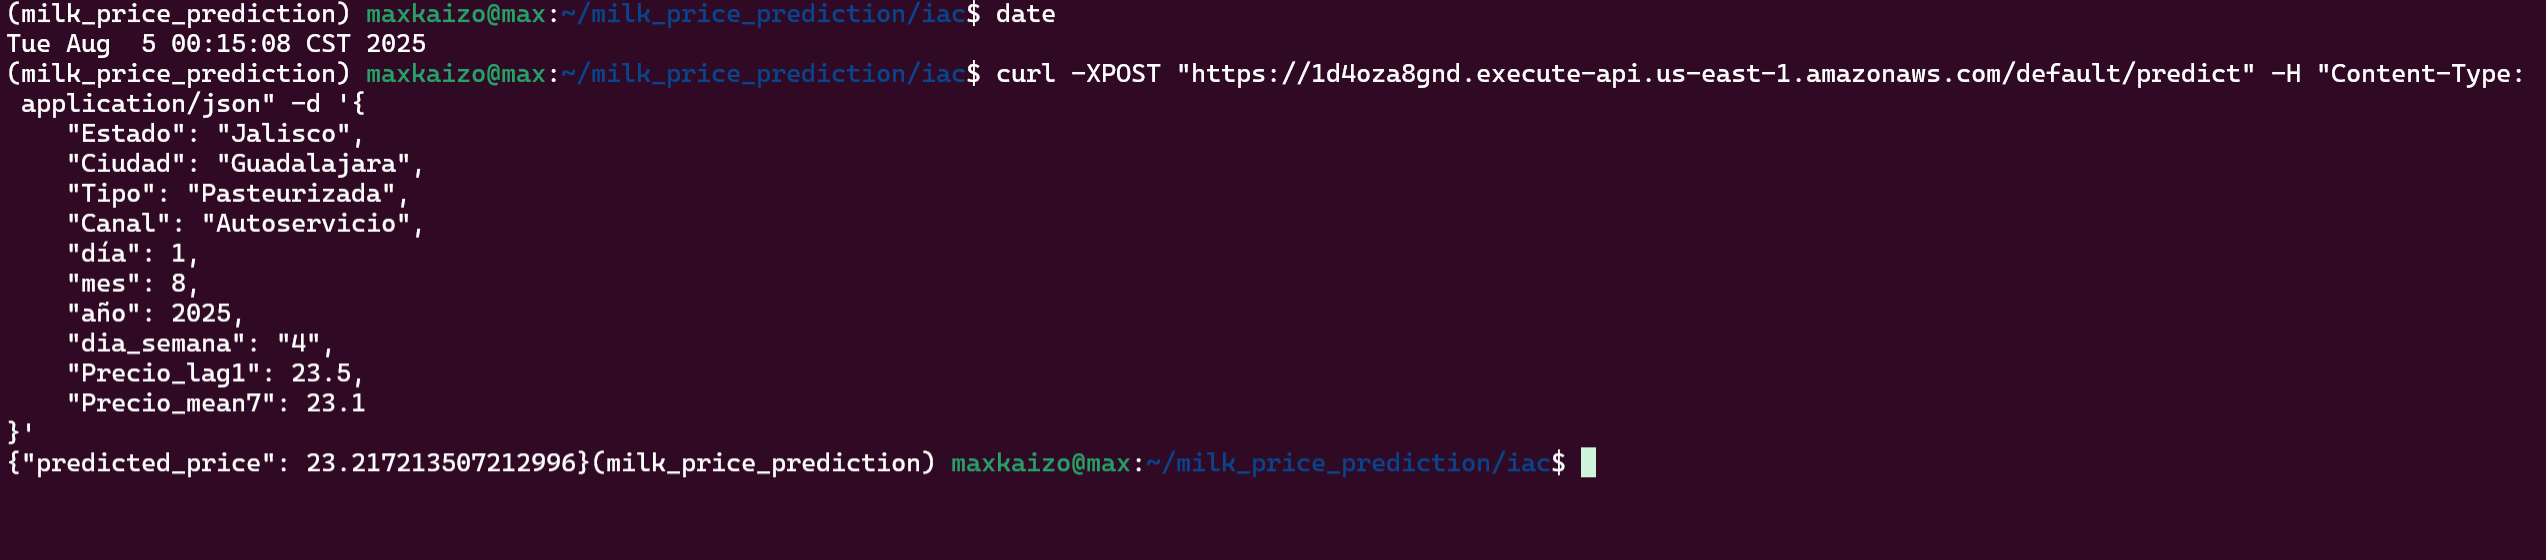 (milk_price_prediction) maxkaizo@max:~/milk_price_prediction/iac$ date
Tue Aug  5 00:15:08 CST 2025
(milk_price_prediction) maxkaizo@max:~/milk_price_prediction/iac$ curl -XPOST "https://1d4oza8gnd.execute-api.us-east-1.amazonaws.com/default/predict" -H "Content-Type:
 application/json" -d '{
    "Estado": "Jalisco",
    "Ciudad": "Guadalajara",
    "Tipo": "Pasteurizada",
    "Canal": "Autoservicio",
    "día": 1,
    "mes": 8,
    "año": 2025,
    "dia_semana": "4",
    "Precio_lag1": 23.5,
    "Precio_mean7": 23.1
}'
{"predicted_price": 23.217213507212996}(milk_price_prediction) maxkaizo@max:~/milk_price_prediction/iac$